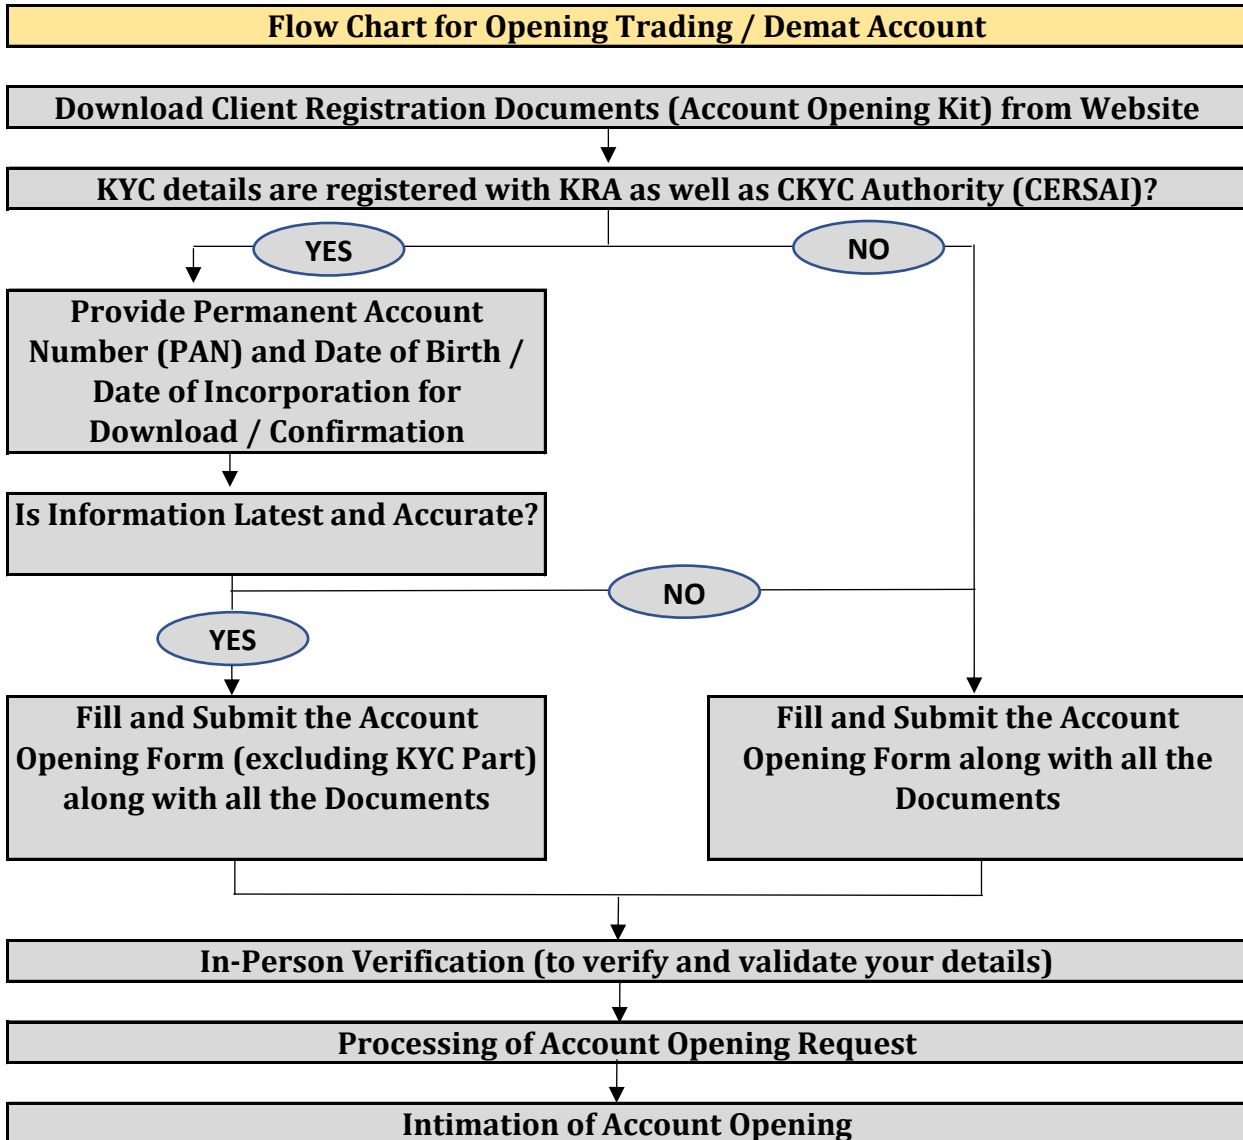 Flow Chart for Opening Trading / Demat Account
Download Client Registration Documents (Account Opening Kit) from Website
KYC details are registered with KRA as well as CKYC Authority (CERSAI)?
YES
NO
Provide Permanent Account
Number (PAN) and Date of Birth /
Date of Incorporation for
Download / Confirmation
Is Information Latest and Accurate?
NO
YES
Fill and Submit the Account
Opening Form (excluding KYC Part)
along with all the Documents
Fill and Submit the Account
Opening Form along with all the
Documents
In-Person Verification (to verify and validate your details)
Processing of Account Opening Request
Intimation of Account Opening